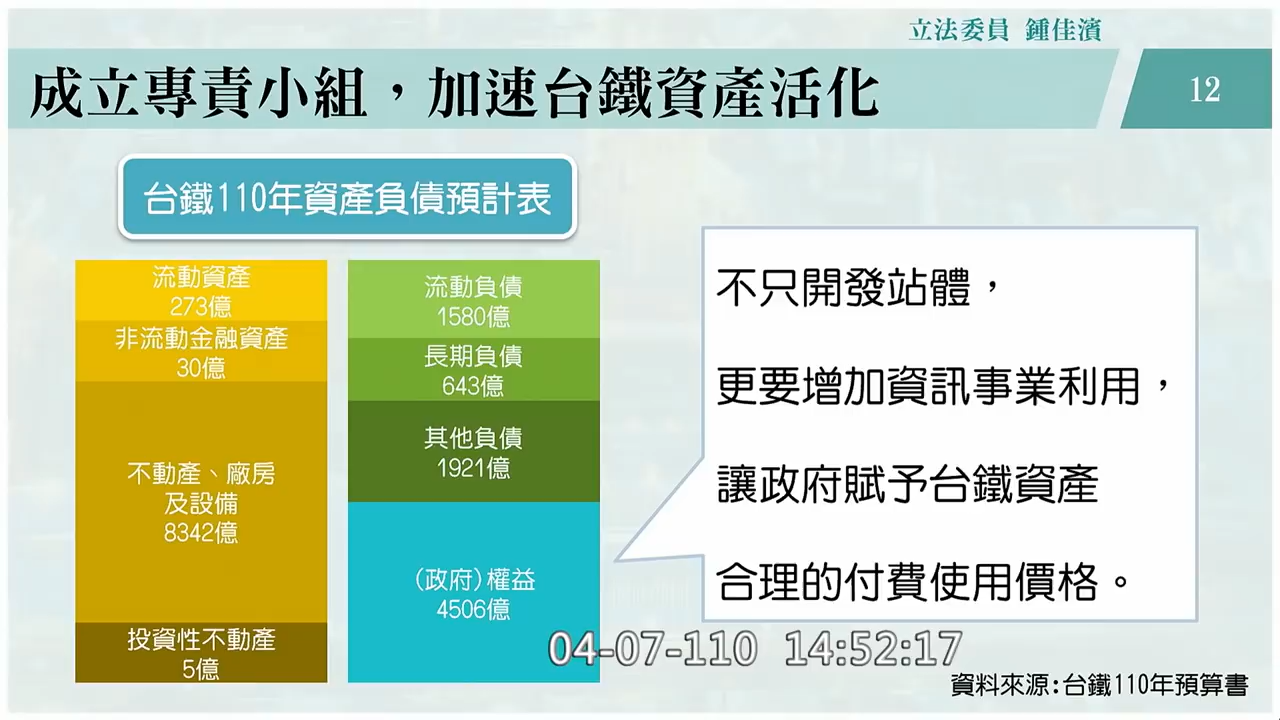 立法委員 鍾佳濱
成立專責小組，加速台鐵資產活化
12
台鐵110年資產負債預計表
流動資產
273億
非流動金融資產
30億
不動產、廠房
及設備
8342億
投資性不動產
5億
流動負債
1580億
長期負債
643億
其他負債
1921億
(政府)權益
4506億
不只開發站體，
更要增加資訊事業利用，
讓政府賦予台鐵資產
合理的付費使用價格。
04-07-110 14:52:17
資料來源:台鐵110年預算書